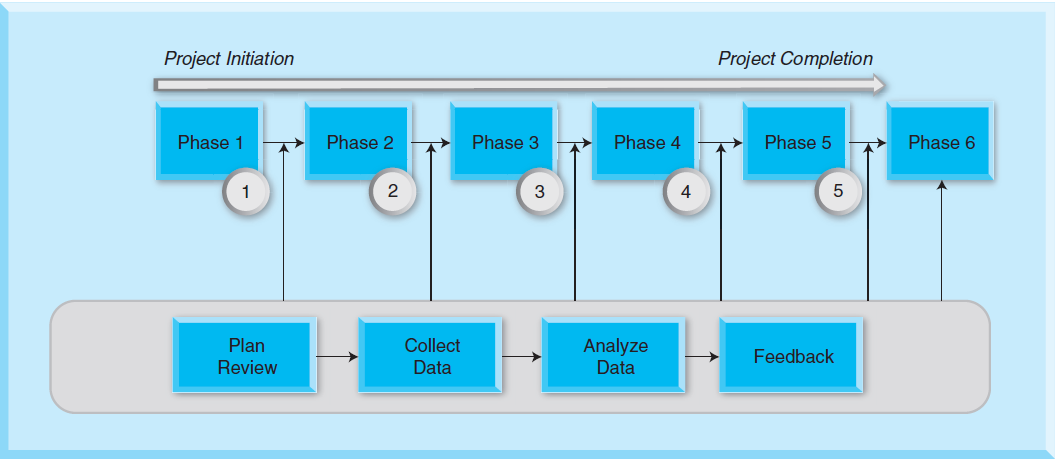 Project Initiation
Project Completion
Phase 1
Phase 2
Phase 3
Phase 4
Phase 5
Phase 6
1
2
3
4
5
Plan
Review
Collect
Data
Analyze
Data
Feedback